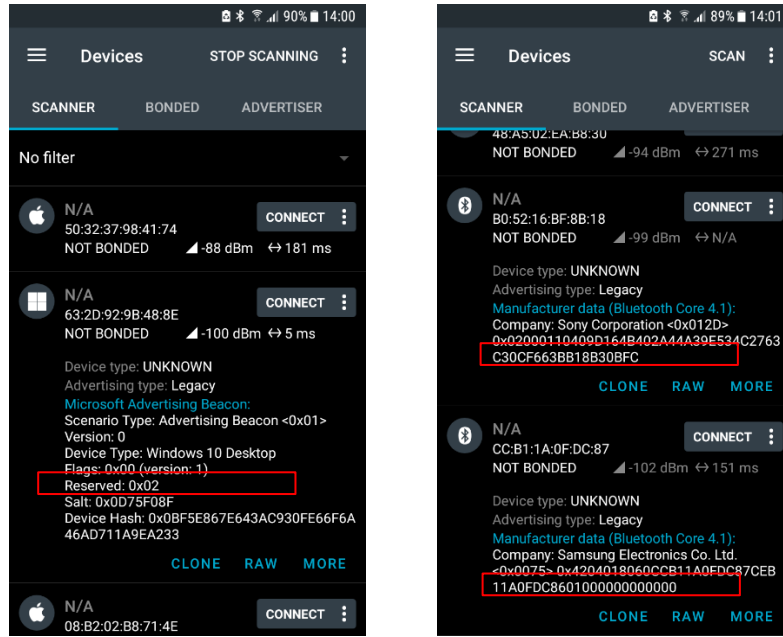 90% 14:00
Devices STOP SCANNING
SCANNER BONDED ADVERTISER
No filter
N/A
50:32:37:98:41:74
CONNECT
NOT BONDED -88 dBm 181 ms
N/A
63:2D:92:9B:48:8E
CONNECT
NOT BONDED -100 dBm 5 ms
Device type: UNKNOWN
Advertising type: Legacy
Microsoft Advertising Beacon:
Scenario Type: Advertising Beacon <0x01>
Version: 0
Device Type: Windows 10 Desktop
Flags: 0x00 (version: 1)
Reserved: 0x02
Salt: 0x0D75F08F
Device Hash: 0x0BF5E867E643AC930FE66F6A
46AD711A9EA233
CLONE RAW MORE
N/A
08:B2:02:B8:71:4E
CONNECT
89% 14:01
Devices SCAN
SCANNER BONDED ADVERTISER
48:A5:02:EA:B8:30
NOT BONDED -94 dBm 271 ms
N/A
B0:52:16:BF:8B:18
CONNECT
NOT BONDED -99 dBm N/A
Device type: UNKNOWN
Advertising type: Legacy
Manufacturer data (Bluetooth Core 4.1):
Company: Sony Corporation <0x012D>
0x02000110409D164B402A44A39E534C2763
C30CF663BB18B30BFC
CLONE RAW MORE
N/A
CC:B1:1A:0F:DC:87
CONNECT
NOT BONDED -102 dBm 151 ms
Device type: UNKNOWN
Advertising type: Legacy
Manufacturer data (Bluetooth Core 4.1):
Company: Samsung Electronics Co. Ltd.
<0x0075> 0x4204018060CCB11A0FDC87CEB
11A0FDC8601000000000000
CLONE RAW MORE